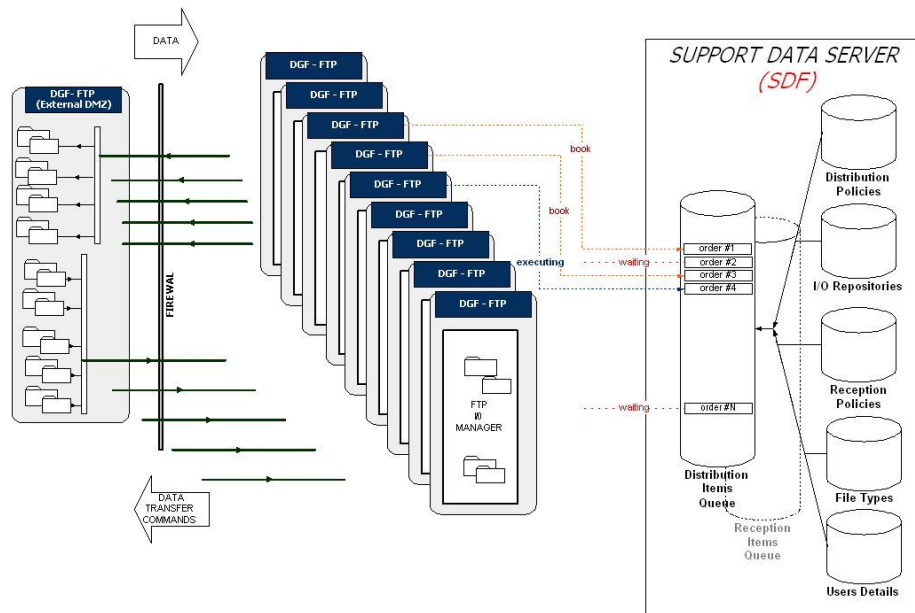 DATA
DGF- FTP
(External DMZ)
FIREWAL
DATA
TRANSFER
COMMANDS
DGF - FTP
DGF - FTP
DGF - FTP
DGF - FTP
DGF - FTP
DGF - FTP
DGF - FTP
DGF - FTP
DGF - FTP
FTP
I/O
MANAGER
book
book
executing
waiting
waiting
SUPPORT DATA SERVER
(SDF)
order #1
order #2
order #3
order #4
order #N
Distribution
Items
Queue
Reception
Items
Queue
Distribution
Policies
I/O Repositories
Reception
Policies
File Types
Users Details